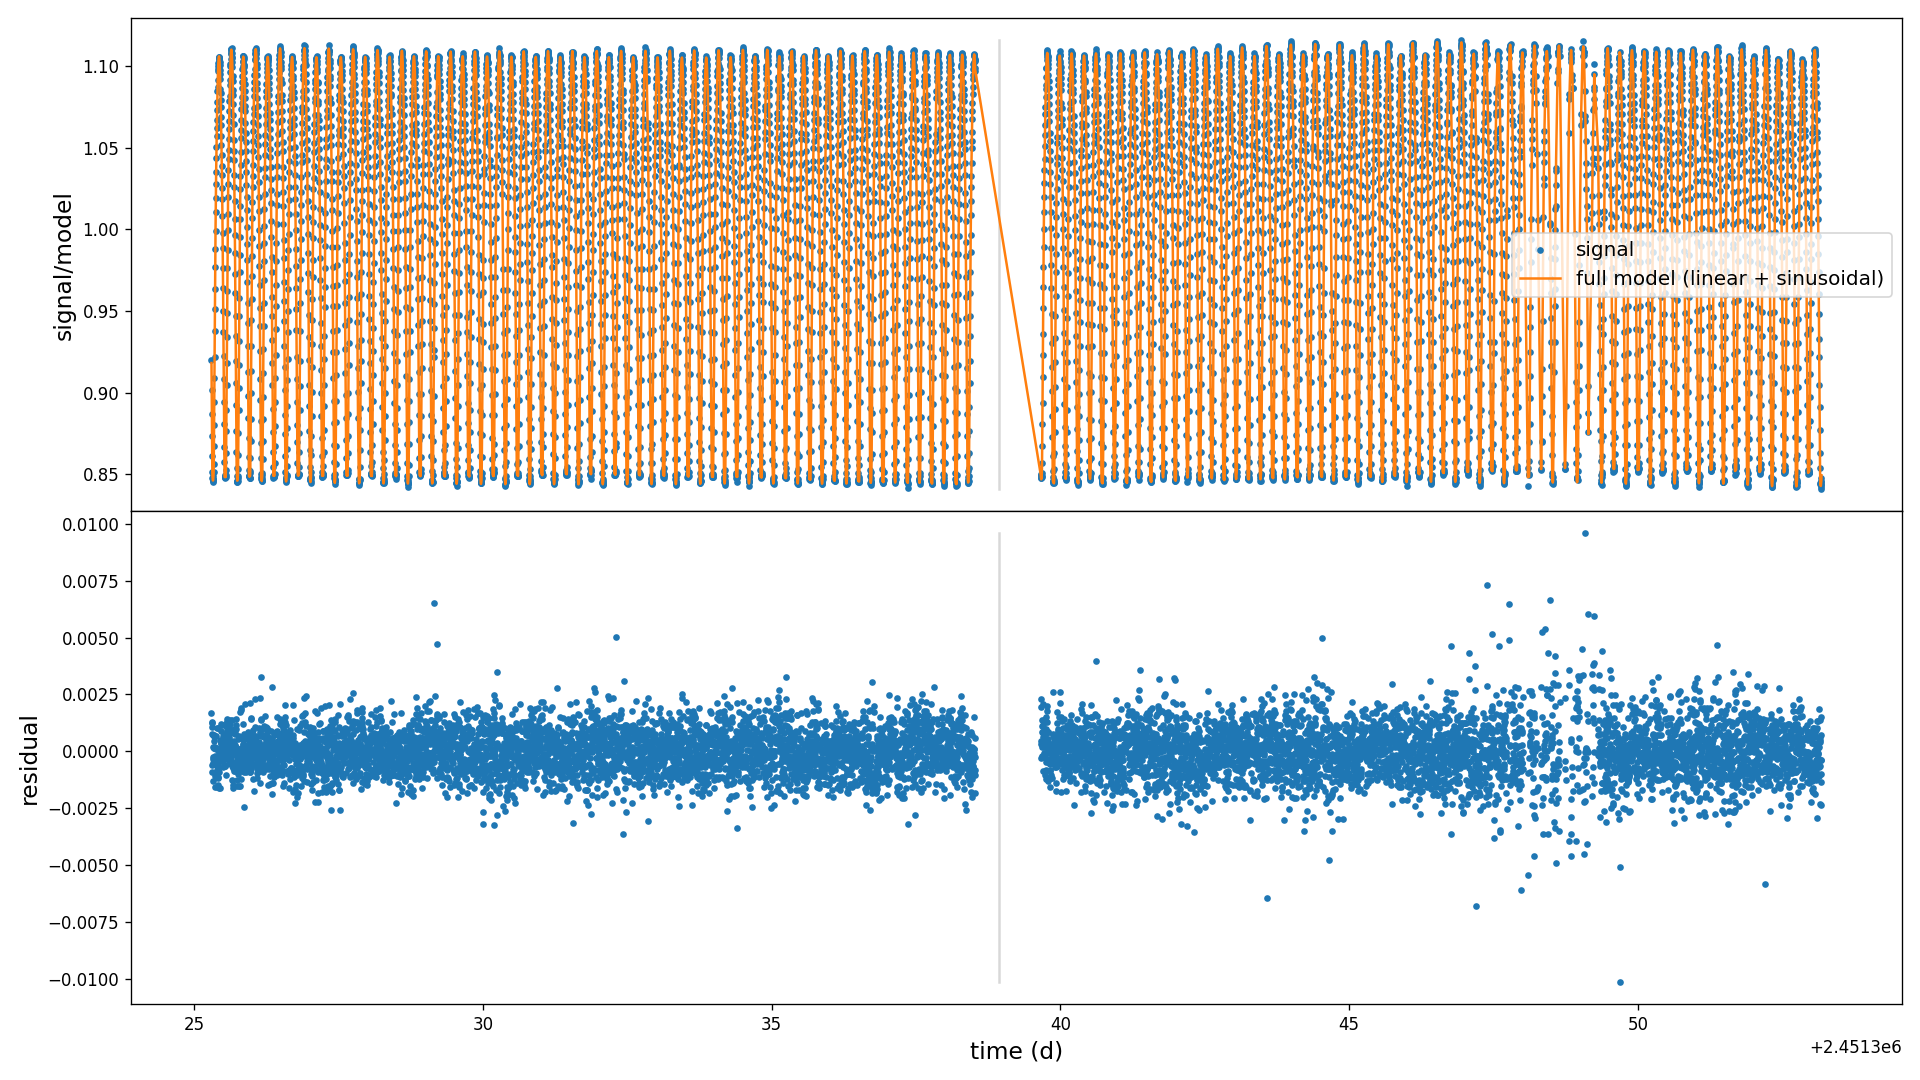 signal/model
1.10
1.05
1.00
0.95
0.90
0.85
signal
full model (linear + sinusoidal)
residual
0.0100
0.0075
0.0050
0.0025
0.0000
−0.0025
−0.0050
−0.0075
−0.0100
25 30 35 40 45 50
time (d)
+2.4513e6